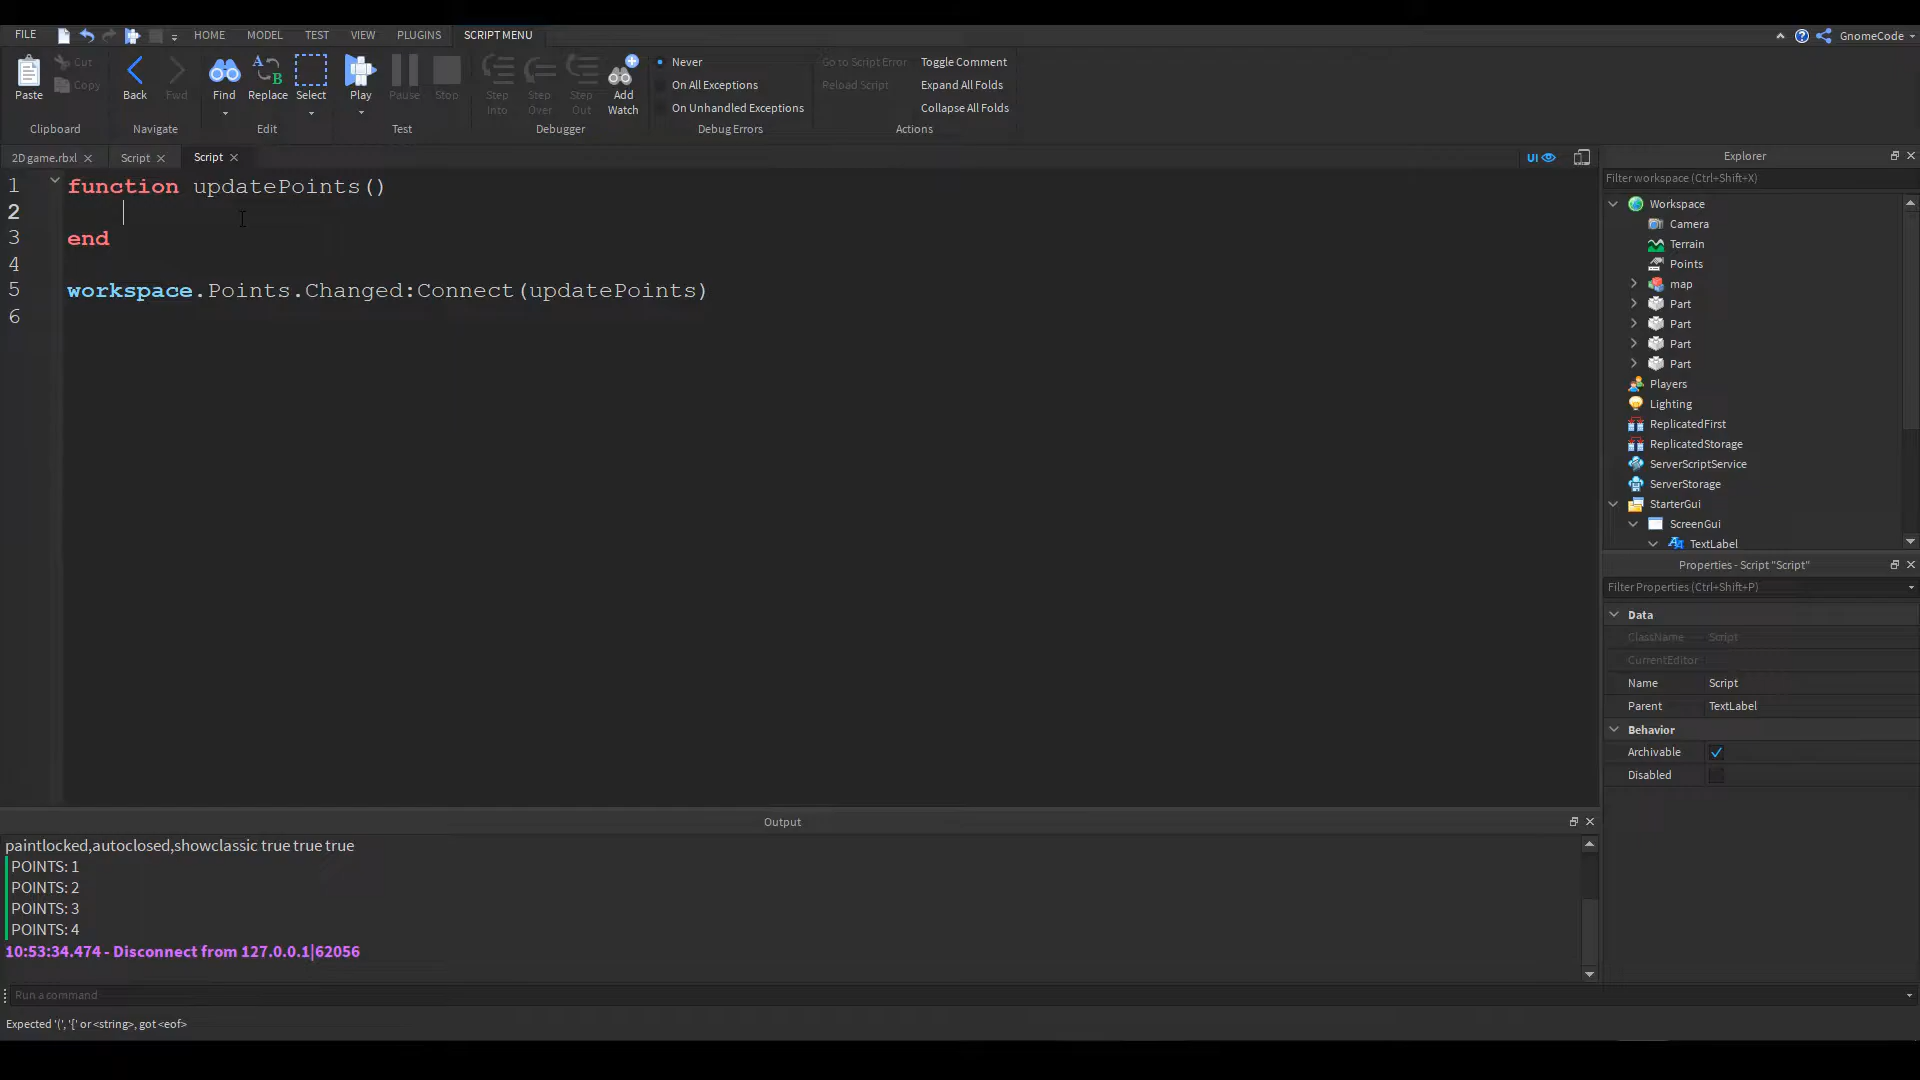 FILE HOME MODEL TEST VIEW PLUGINS SCRIPT MENU GnomeCode
Paste Cut Copy Back Fwd Find Replace Select Play Pause Stop Step Into Step Over Step Out Add Watch
Never Go to Script Error Toggle Comment
On All Exceptions Reload Script Expand All Folds
On Unhandled Exceptions Collapse All Folds
Clipboard Navigate Edit Test Debugger Debug Errors Actions
2D game.rbxl Script Script UI
1 function updatePoints()
2
3 end
4
5 workspace.Points.Changed:Connect(updatePoints)
6
Explorer
Filter workspace (Ctrl+Shift+X)
Workspace
Camera
Terrain
Points
map
Part
Part
Part
Part
Players
Lighting
ReplicatedFirst
ReplicatedStorage
ServerScriptService
ServerStorage
StarterGui
ScreenGui
TextLabel
Properties - Script "Script"
Filter Properties (Ctrl+Shift+P)
Data
ClassName Script
CurrentEditor
Name Script
Parent TextLabel
Behavior
Archivable
Disabled
Output
paintlocked,autoclosed,showclassic true true true
POINTS: 1
POINTS: 2
POINTS: 3
POINTS: 4
10:53:34.474 - Disconnect from 127.0.0.1|62056
Run a command
Expected '(', '{' or <string>, got <eof>